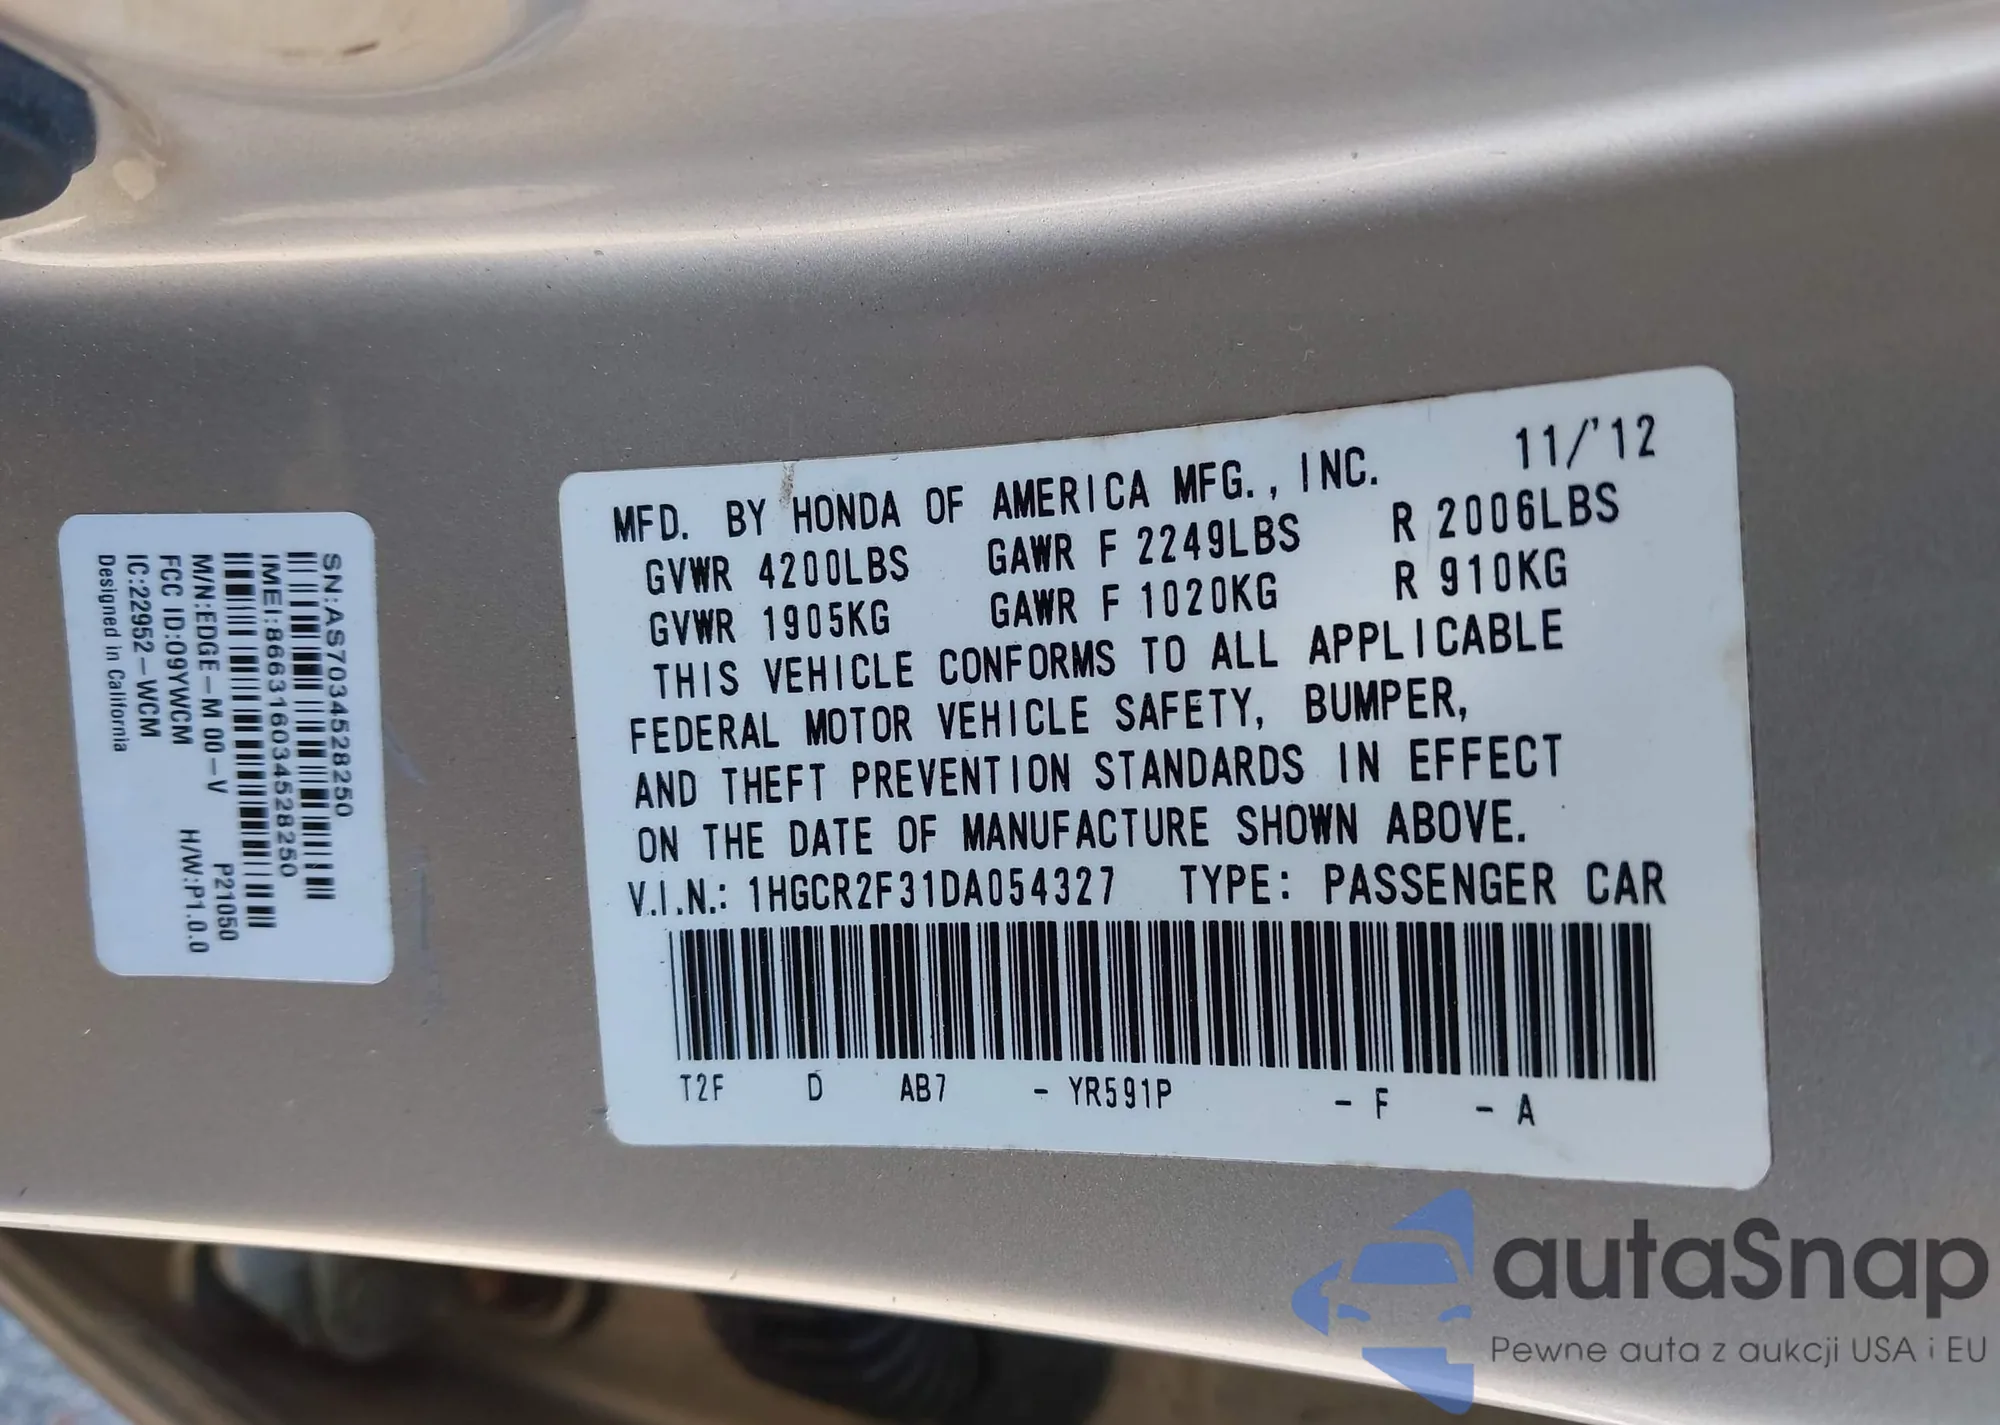 SN:AS7034528250
IMEI:866316034528250
M/N:EDGE-M 00-V P21050
FCC ID:O9YWCM H/W:P1.0.0
IC:22952-WCM
Designed in California
11/'12
MFD. BY HONDA OF AMERICA MFG., INC.
GVWR 4200LBS GAWR F 2249LBS R 2006LBS
GVWR 1905KG GAWR F 1020KG R 910KG
THIS VEHICLE CONFORMS TO ALL APPLICABLE
FEDERAL MOTOR VEHICLE SAFETY, BUMPER,
AND THEFT PREVENTION STANDARDS IN EFFECT
ON THE DATE OF MANUFACTURE SHOWN ABOVE.
V.I.N.: 1HGCR2F31DA054327 TYPE: PASSENGER CAR
T2F D AB7 - YR591P - F - A
autaSnap
Pewne auta z aukcji USA i EU